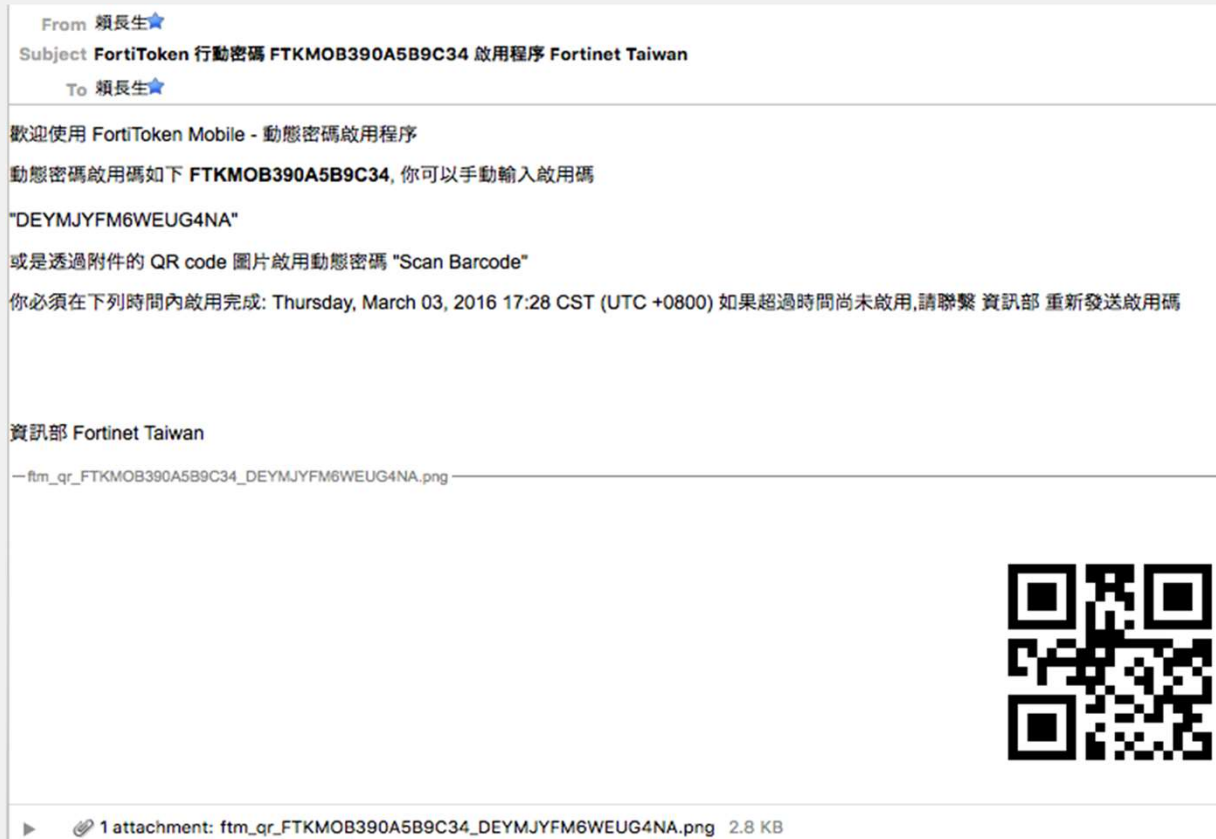 From 賴長生
Subject FortiToken 行動密碼 FTKMOB390A5B9C34 啟用程序 Fortinet Taiwan
To 賴長生
歡迎使用 FortiToken Mobile - 動態密碼啟用程序
動態密碼啟用碼如下 FTKMOB390A5B9C34, 你可以手動輸入啟用碼
"DEYMJYFM6WEUG4NA"
或是透過附件的 QR code 圖片啟用動態密碼 "Scan Barcode"
你必須在下列時間內啟用完成: Thursday, March 03, 2016 17:28 CST (UTC +0800) 如果超過時間尚未啟用,請聯繫 資訊部 重新發送啟用碼
資訊部 Fortinet Taiwan
ftm_qr_FTKMOB390A5B9C34_DEYMJYFM6WEUG4NA.png
1 attachment: ftm_qr_FTKMOB390A5B9C34_DEYMJYFM6WEUG4NA.png 2.8 KB